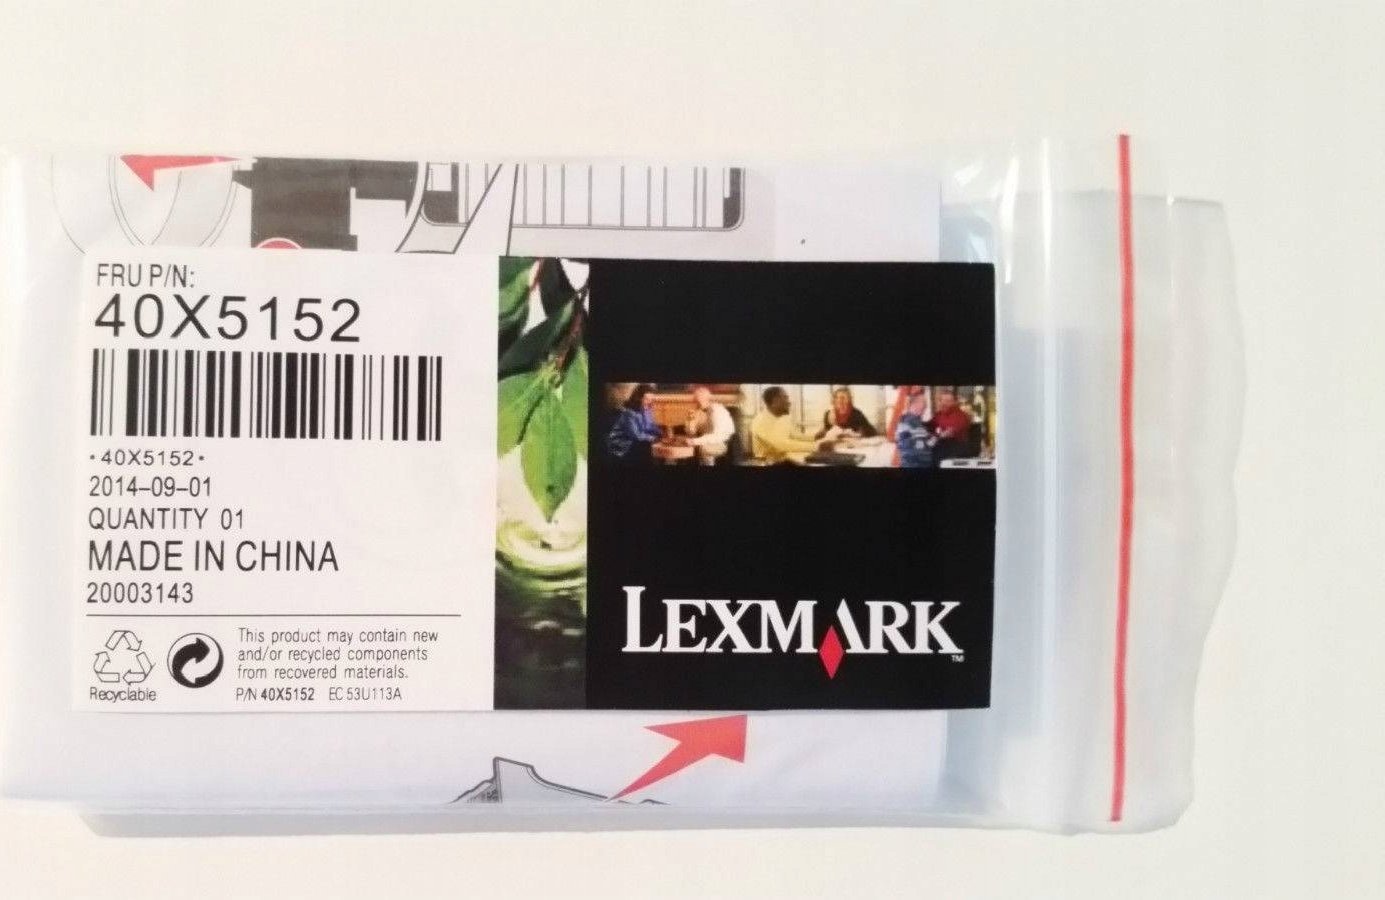 FRU P/N:
40X5152
·40X5152·
2014-09-01
QUANTITY 01
MADE IN CHINA
20003143
Recyclable
This product may contain new
and/or recycled components
from recovered materials.
P/N 40X5152 EC 53U113A
LEXMARK™